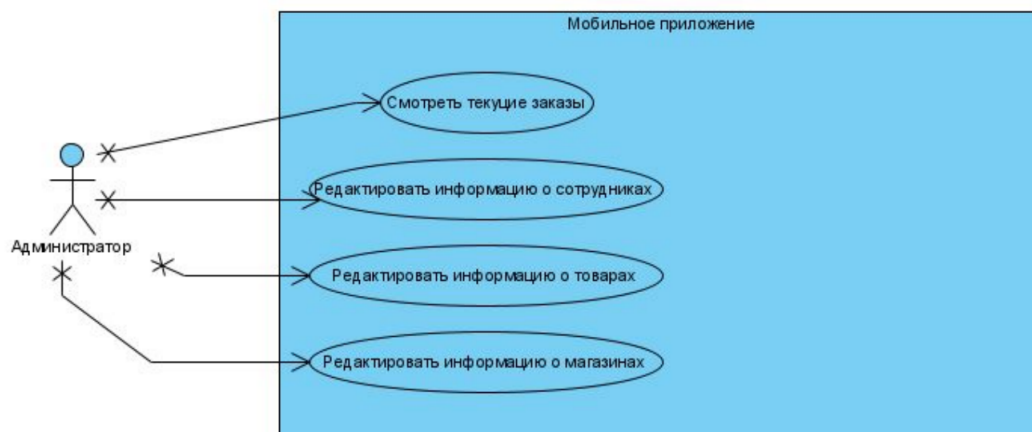 Мобильное приложение
Смотреть текущие заказы
Редактировать информацию о сотрудниках
Администратор
Редактировать информацию о товарах
Редактировать информацию о магазинах